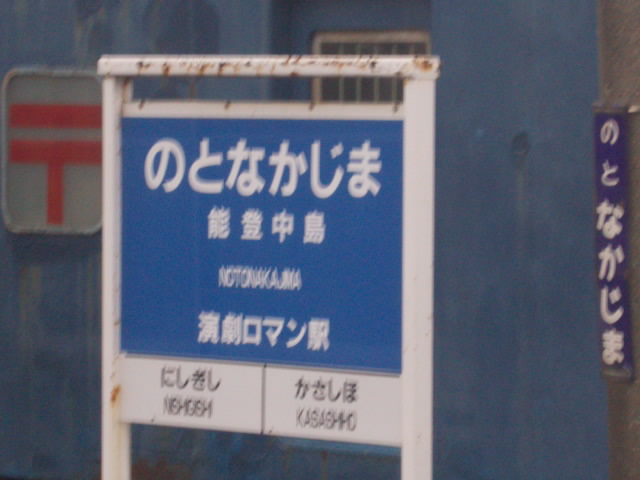 のとなかじま
能登中島
NOTONAKAJIMA
演劇ロマン駅
にしぎし
NISHIGISHI
かさしほ
KASASHIHO
のとなかじま